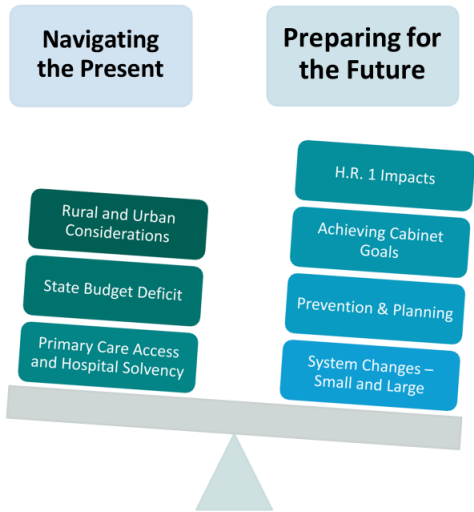 Navigating
the Present
Preparing for
the Future
Rural and Urban
Considerations
State Budget Deficit
Primary Care Access
and Hospital Solvency
H.R. 1 Impacts
Achieving Cabinet
Goals
Prevention & Planning
System Changes –
Small and Large